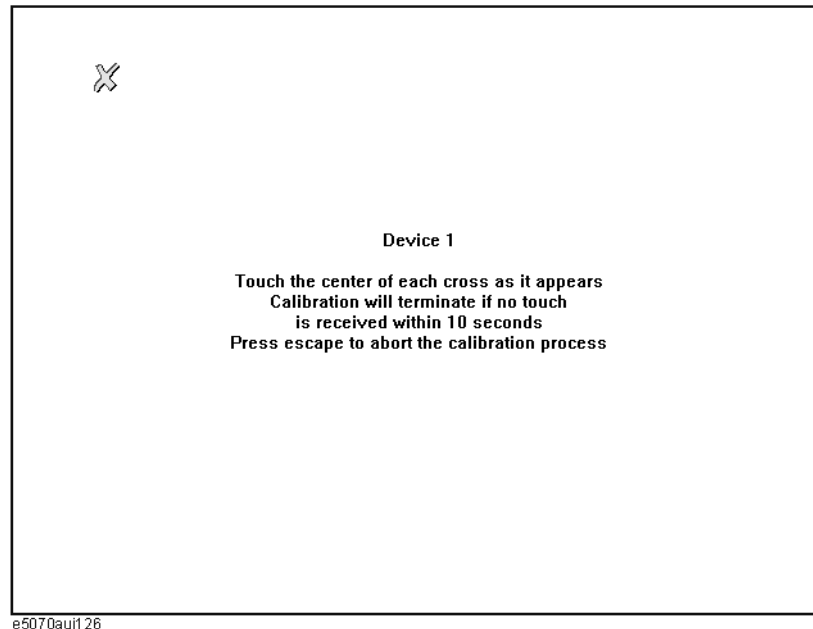 Device 1
Touch the center of each cross as it appears
Calibration will terminate if no touch
is received within 10 seconds
Press escape to abort the calibration process
e5070aui126